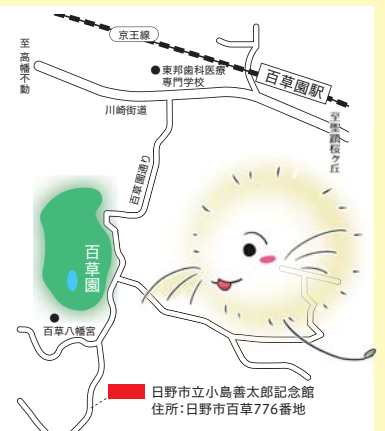 京王線
至 高幡不動
東邦歯科医療
専門学校
百草園駅
川崎街道
至 聖蹟桜ヶ丘
百草園通り
百草園
百草八幡宮
日野市立小島善太郎記念館
住所:日野市百草776番地